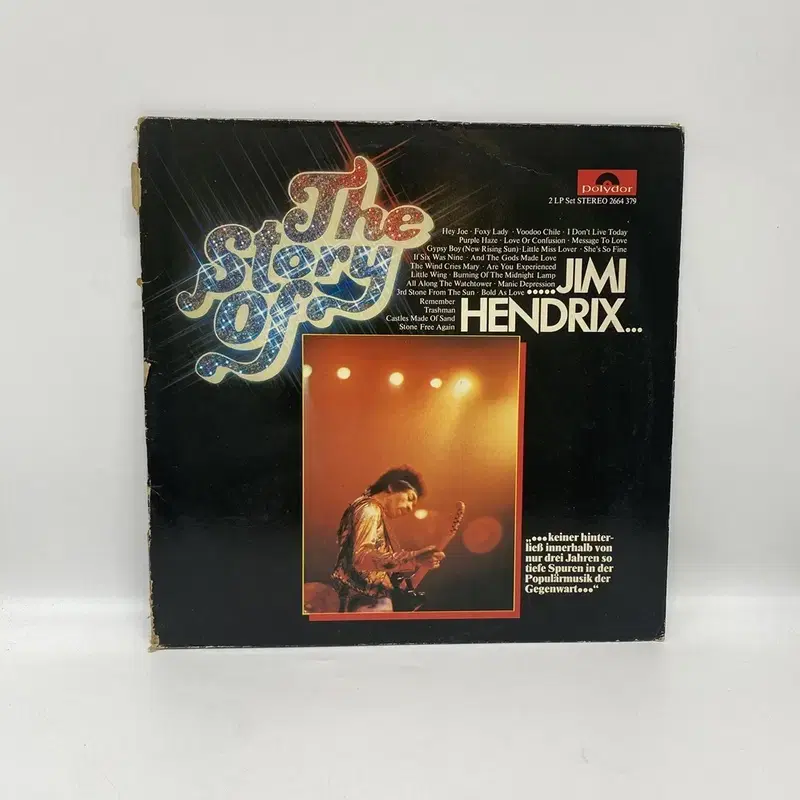 The
Story
Of
polydor
2 LP Set STEREO 2664 379
Hey Joe · Foxy Lady · Voodoo Chile · I Don't Live Today
Purple Haze · Love Or Confusion · Message To Love
Gypsy Boy (New Rising Sun) · Little Miss Lover · She's So Fine
If Six Was Nine · And The Gods Made Love
The Wind Cries Mary · Are You Experienced
Little Wing · Burning Of The Midnight Lamp
All Along The Watchtower · Manic Depression
3rd Stone From The Sun · Bold As Love
Remember
Trashman
Castles Made Of Sand
Stone Free Again
.....JIMI
HENDRIX...
„...keiner hinter-
ließ innerhalb von
nur drei Jahren so
tiefe Spuren in der
Populärmusik der
Gegenwart..."